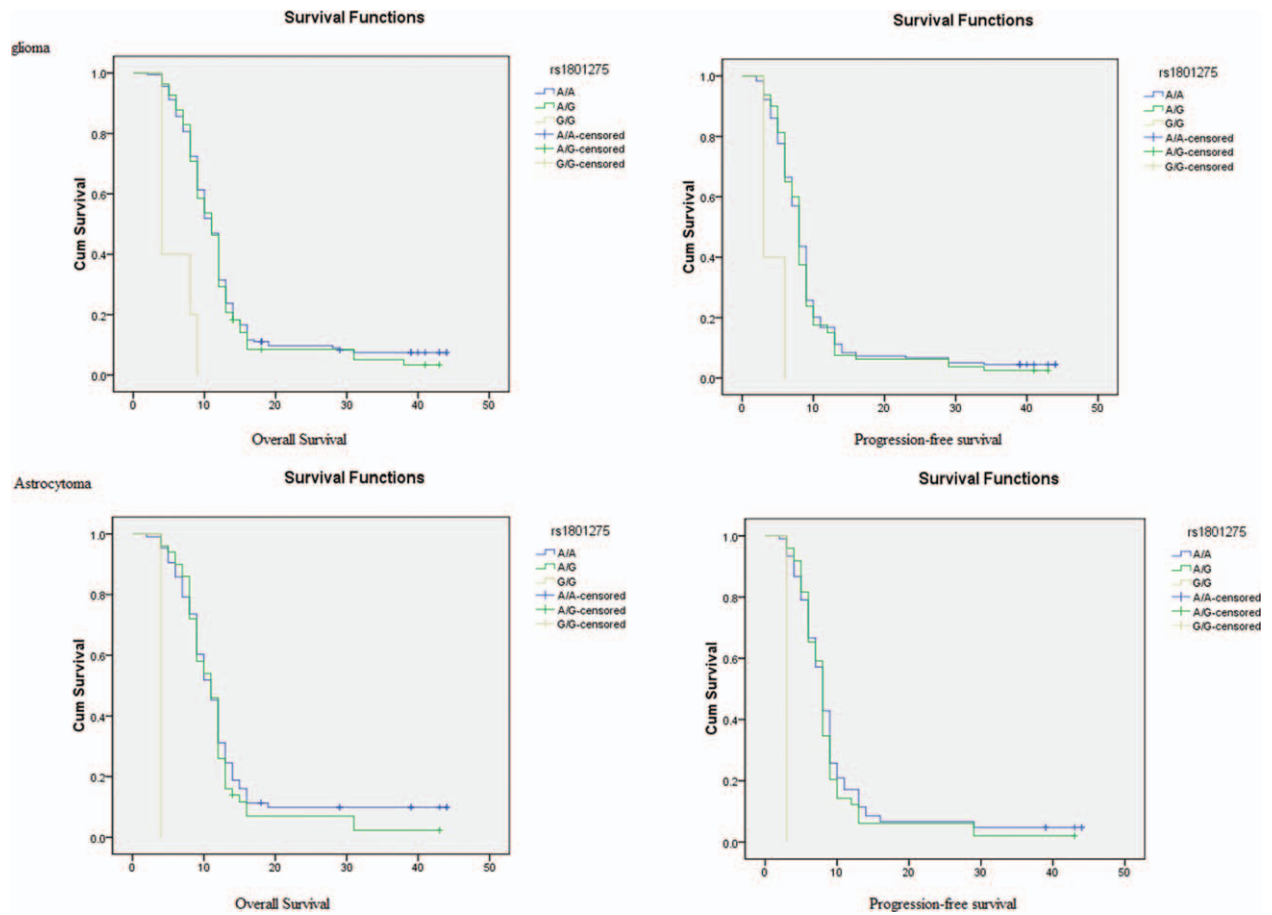 Survival Functions
glioma
rs1801275
A/A
A/G
G/G
A/A-censored
A/G-censored
G/G-censored
Cum Survival
1.0
0.8
0.6
0.4
0.2
0.0
0 10 20 30 40 50
Overall Survival
Survival Functions
rs1801275
A/A
A/G
G/G
A/A-censored
A/G-censored
G/G-censored
Cum Survival
1.0
0.8
0.6
0.4
0.2
0.0
0 10 20 30 40 50
Progression-free survival
Survival Functions
Astrocytoma
rs1801275
A/A
A/G
G/G
A/A-censored
A/G-censored
G/G-censored
Cum Survival
1.0
0.8
0.6
0.4
0.2
0.0
0 10 20 30 40 50
Overall Survival
Survival Functions
rs1801275
A/A
A/G
G/G
A/A-censored
A/G-censored
G/G-censored
Cum Survival
1.0
0.8
0.6
0.4
0.2
0.0
0 10 20 30 40 50
Progression-free survival